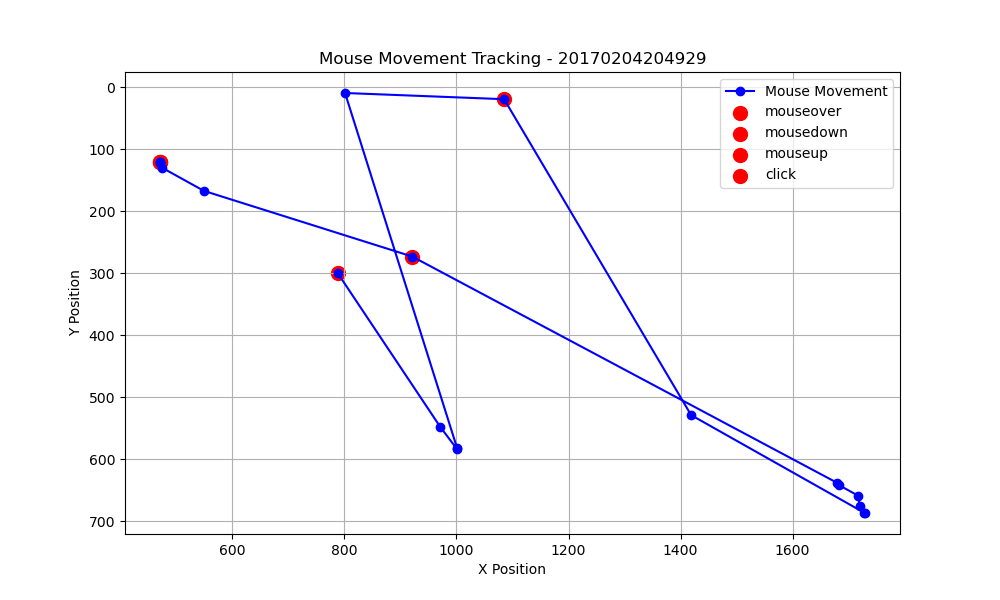 Mouse Movement Tracking - 20170204204929
Mouse Movement
mouseover
mousedown
mouseup
click
0
100
200
300
400
500
600
700
Y Position
600
800
1000
1200
1400
1600
X Position